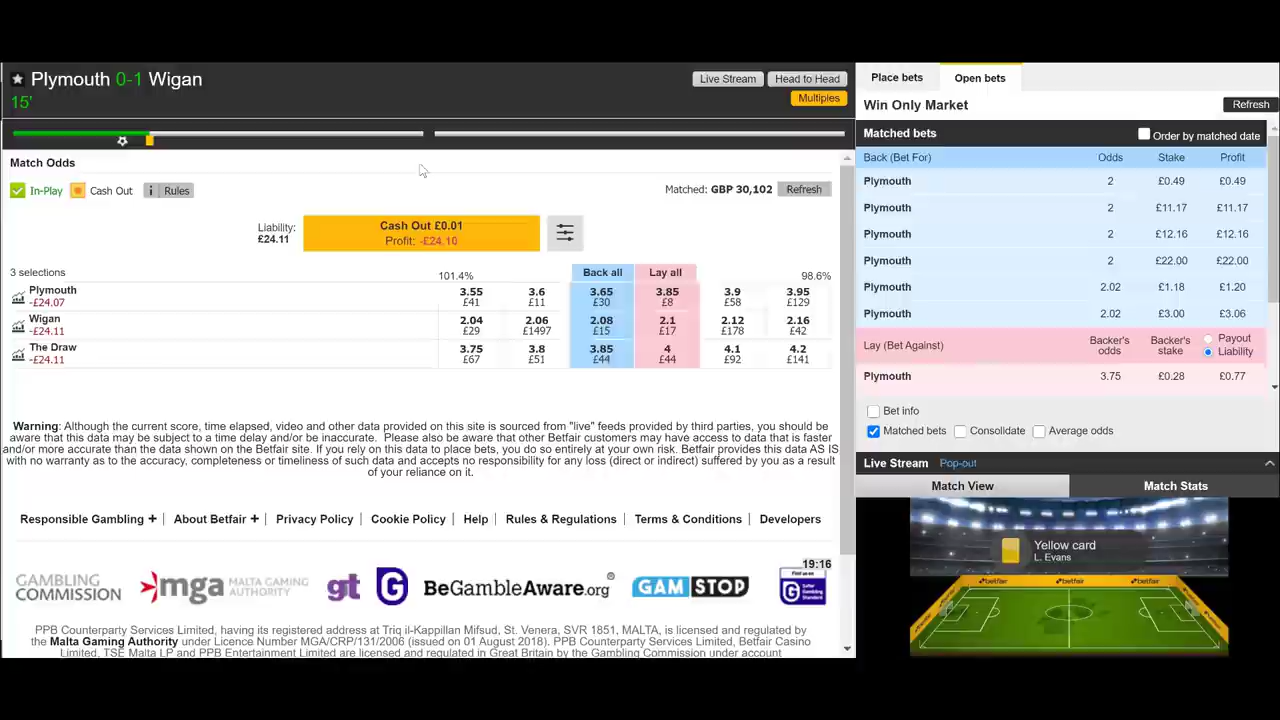 Plymouth 0-1 Wigan
15'
Live Stream
Head to Head
Multiples
Match Odds
In-Play
Cash Out
i Rules
Matched: GBP 30,102
Refresh
Liability:
£24.11
Cash Out £0.01
Profit: -£24.10
3 selections
101.4%
Back all
Lay all
98.6%
Plymouth 3.55 3.6 3.65 3.85 3.9 3.95
-£24.07 £41 £11 £30 £8 £58 £129
Wigan 2.04 2.06 2.08 2.1 2.12 2.16
-£24.11 £29 £1497 £15 £17 £178 £42
The Draw 3.75 3.8 3.85 4 4.1 4.2
-£24.11 £67 £51 £44 £44 £92 £141
Warning: Although the current score, time elapsed, video and other data provided on this site is sourced from "live" feeds provided by third parties, you should be
aware that this data may be subject to a time delay and/or be inaccurate. Please also be aware that other Betfair customers may have access to data that is faster
and/or more accurate than the data shown on the Betfair site. If you rely on this data to place bets, you do so entirely at your own risk. Betfair provides this data AS IS
with no warranty as to the accuracy, completeness or timeliness of such data and accepts no responsibility for any loss (direct or indirect) suffered by you as a result
of your reliance on it.
Responsible Gambling + | About Betfair + | Privacy Policy | Cookie Policy | Help | Rules & Regulations | Terms & Conditions | Developers
19:16
GAMBLING
COMMISSION
mga MALTA GAMING
AUTHORITY
gt
G
BeGambleAware.org®
GAMSTOP
G
Safer
Gambling
Standard
PPB Counterparty Services Limited, having its registered address at Triq il-Kappillan Mifsud, St. Venera, SVR 1851, MALTA, is licensed and regulated by
the Malta Gaming Authority under Licence Number MGA/CRP/131/2006 (issued on 01 August 2018). PPB Counterparty Services Limited, Betfair Casino
Limited, TSE Malta LP and PPB Entertainment Limited are licensed and regulated in Great Britain by the Gambling Commission under account
Place bets
Open bets
Win Only Market
Refresh
Matched bets
Order by matched date
Back (Bet For) Odds Stake Profit
Plymouth 2 £0.49 £0.49
Plymouth 2 £11.17 £11.17
Plymouth 2 £12.16 £12.16
Plymouth 2 £22.00 £22.00
Plymouth 2.02 £1.18 £1.20
Plymouth 2.02 £3.00 £3.06
Lay (Bet Against)
Backer's
odds
Backer's
stake
Payout
Liability
Plymouth 3.75 £0.28 £0.77
Bet info
Matched bets
Consolidate
Average odds
Live Stream Pop-out
Match View
Match Stats
Yellow card
L. Evans
betfair betfair betfair
betfair